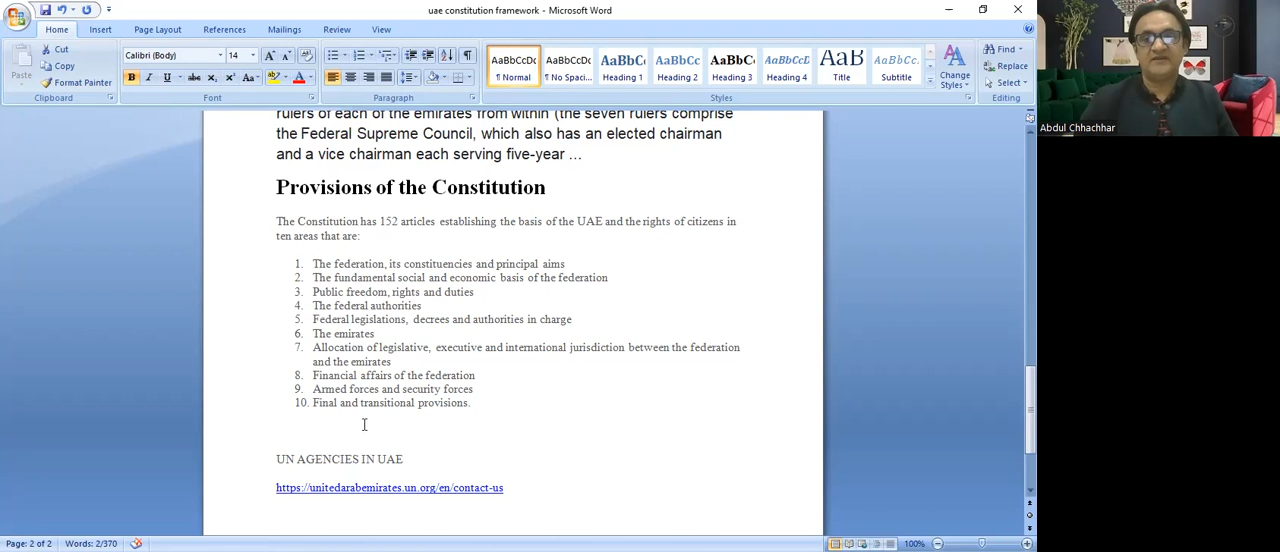 uae constitution framework - Microsoft Word
Home Insert Page Layout References Mailings Review View
Cut
Copy
Format Painter
Paste
Clipboard
Calibri (Body) 14
Font
Paragraph
AaBbCcDc AaBbCcDc AaBbC AaBbCc AaBbCc AaBbCcDc AaB AaBbCc
¶ Normal ¶ No Spaci... Heading 1 Heading 2 Heading 3 Heading 4 Title Subtitle
Change
Styles
Styles
Find
Replace
Select
Editing
Abdul Chhachhar
rulers of each of the emirates from within (the seven rulers comprise
the Federal Supreme Council, which also has an elected chairman
and a vice chairman each serving five-year ...
Provisions of the Constitution
The Constitution has 152 articles establishing the basis of the UAE and the rights of citizens in
ten areas that are:
1. The federation, its constituencies and principal aims
2. The fundamental social and economic basis of the federation
3. Public freedom, rights and duties
4. The federal authorities
5. Federal legislations, decrees and authorities in charge
6. The emirates
7. Allocation of legislative, executive and international jurisdiction between the federation
and the emirates
8. Financial affairs of the federation
9. Armed forces and security forces
10. Final and transitional provisions.
UN AGENCIES IN UAE
https://unitedarabemirates.un.org/en/contact-us
Page: 2 of 2 Words: 2/370 100%